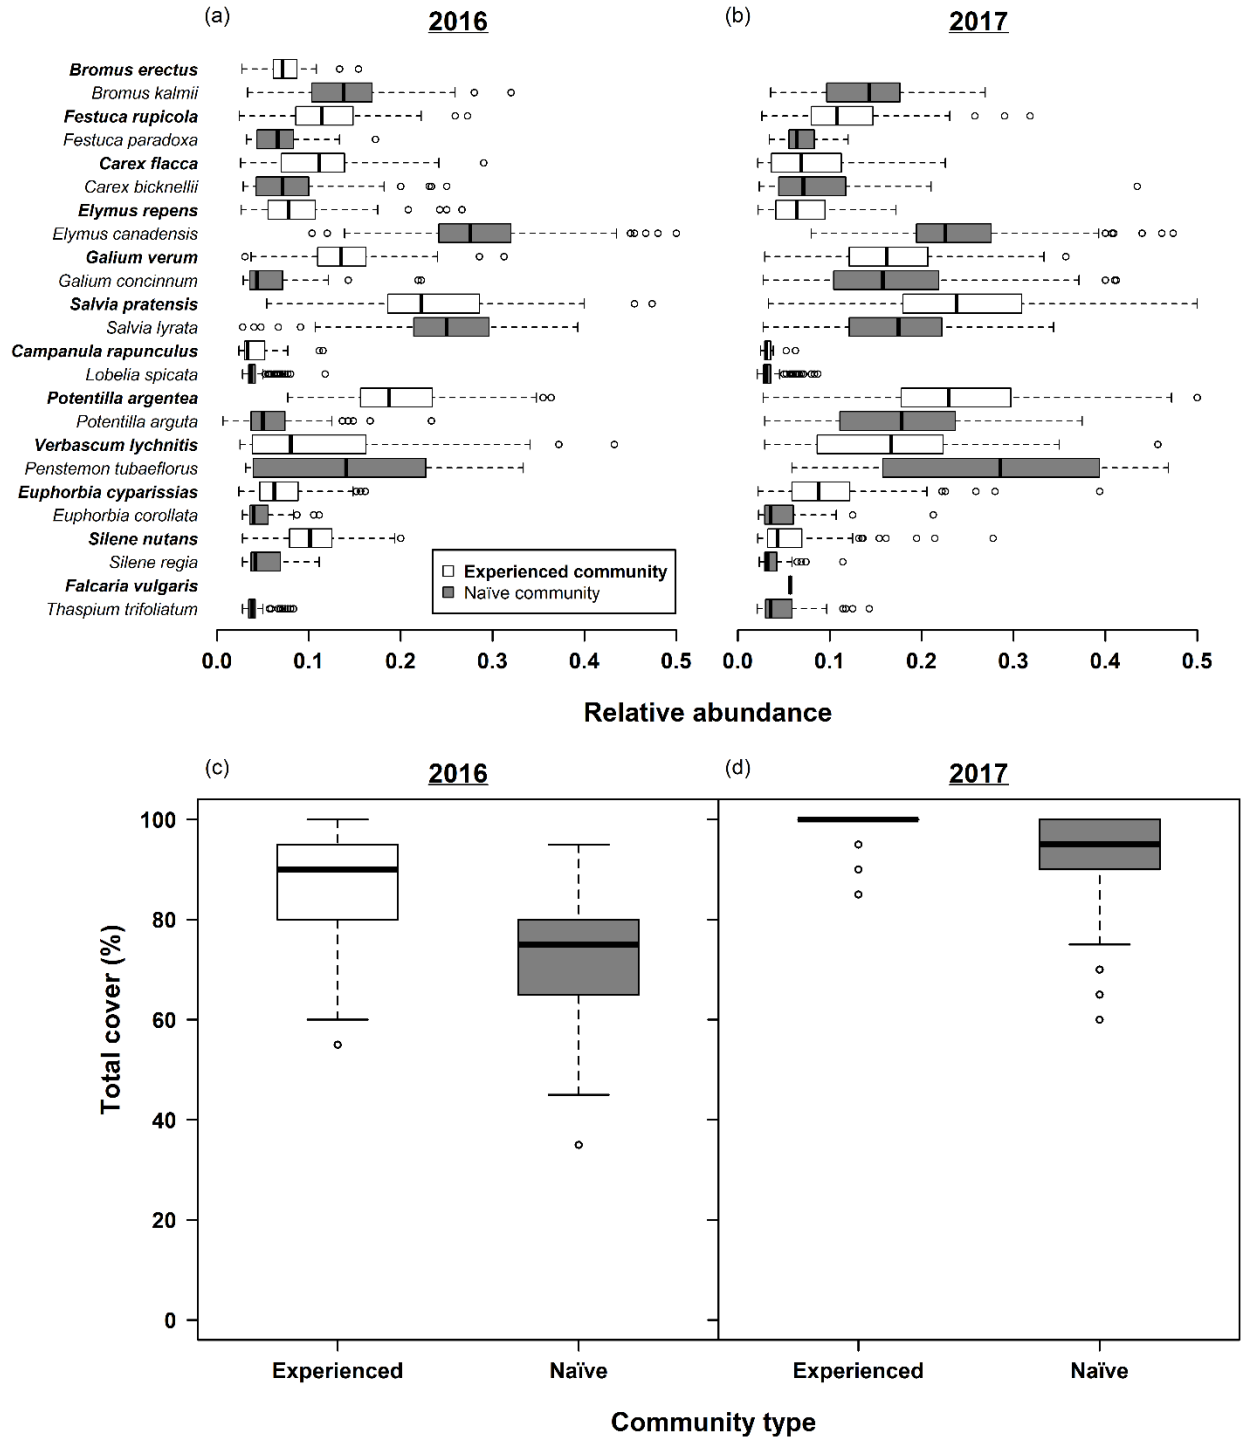 (a)
2016
(b)
2017
Bromus erectus
Bromus kalmii
Festuca rupicola
Festuca paradoxa
Carex flacca
Carex bicknellii
Elymus repens
Elymus canadensis
Galium verum
Galium concinnum
Salvia pratensis
Salvia lyrata
Campanula rapunculus
Lobelia spicata
Potentilla argentea
Potentilla arguta
Verbascum lychnitis
Penstemon tubaeflorus
Euphorbia cyparissias
Euphorbia corollata
Silene nutans
Silene regia
Falcaria vulgaris
Thaspium trifoliatum
Experienced community
Naïve community
0.0 0.1 0.2 0.3 0.4 0.5
0.0 0.1 0.2 0.3 0.4 0.5
Relative abundance
(c)
2016
(d)
2017
Total cover (%)
100
80
60
40
20
0
Experienced Naïve
Experienced Naïve
Community type